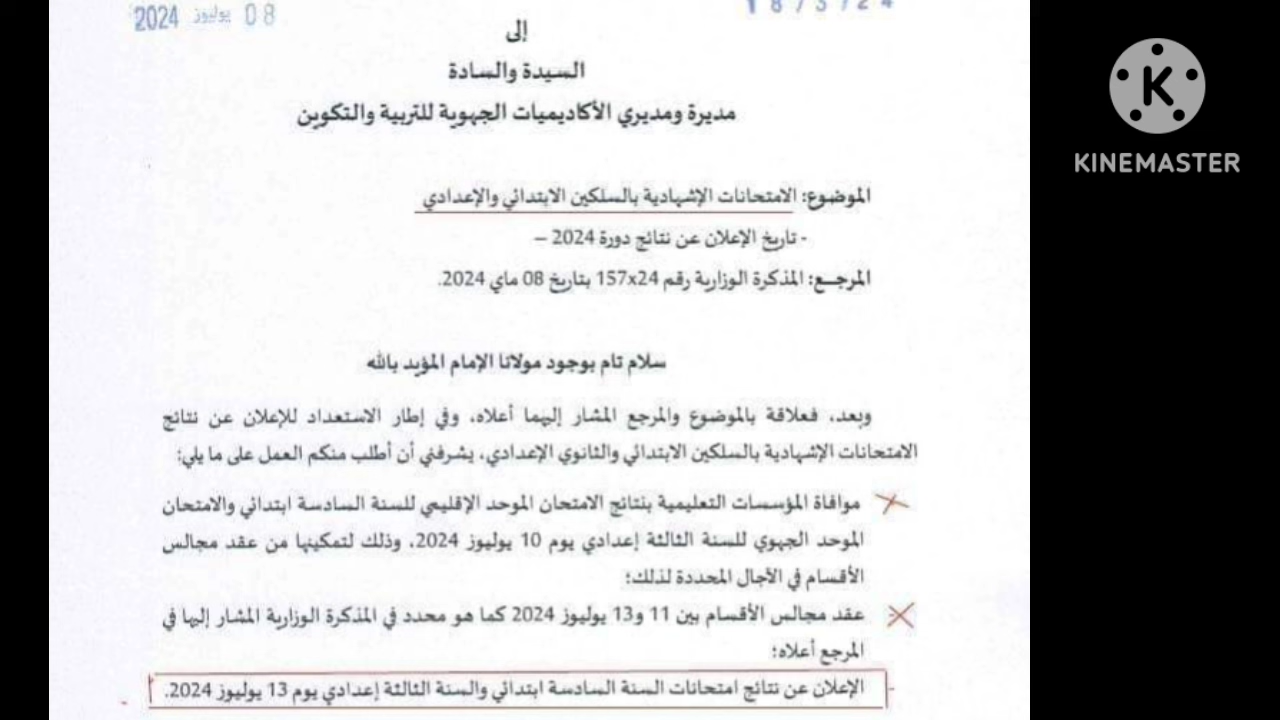 08 يوليوز 2024
إلى
السيدة والسادة
مديرة ومديري الأكاديميات الجهوية للتربية والتكوين
الموضوع: الامتحانات الإشهادية بالسلكين الابتدائي والإعدادي
- تاريخ الإعلان عن نتائج دورة 2024 –
المرجـع: المذكرة الوزارية رقم 157x24 بتاريخ 08 ماي 2024.
سلام تام بوجود مولانا الإمام المؤيد بالله
وبعد، فعلاقة بالموضوع والمرجع المشار إليهما أعلاه، وفي إطار الاستعداد للإعلان عن نتائج
الامتحانات الإشهادية بالسلكين الابتدائي والثانوي الإعدادي، يشرفني أن أطلب منكم العمل على ما يلي:
موافاة المؤسسات التعليمية بنتائج الامتحان الموحد الإقليمي للسنة السادسة ابتدائي والامتحان
الموحد الجهوي للسنة الثالثة إعدادي يوم 10 يوليوز 2024، وذلك لتمكينها من عقد مجالس
الأقسام في الآجال المحددة لذلك؛
عقد مجالس الأقسام بين 11 و13 يوليوز 2024 كما هو محدد في المذكرة الوزارية المشار إليها في
المرجع أعلاه؛
الإعلان عن نتائج امتحانات السنة السادسة ابتدائي والسنة الثالثة إعدادي يوم 13 يوليوز 2024.
KINEMASTER